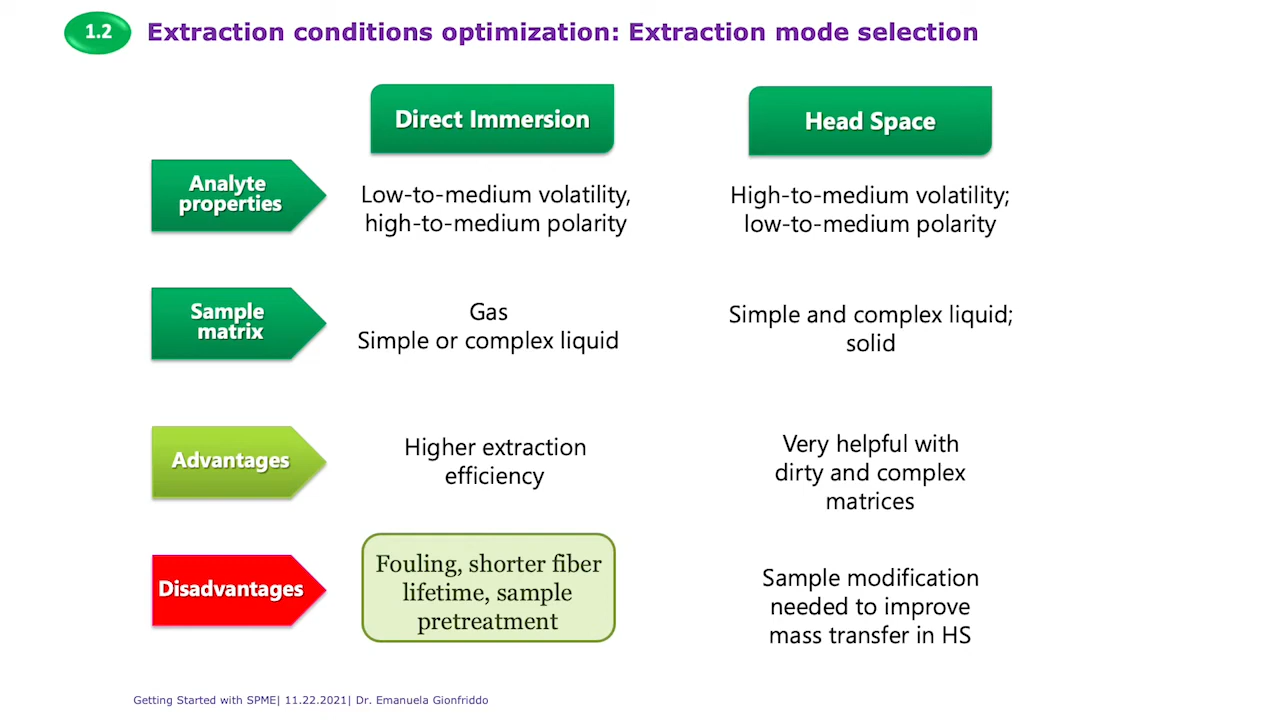 1.2
Extraction conditions optimization: Extraction mode selection
Direct Immersion
Head Space
Analyte
properties
Low-to-medium volatility,
high-to-medium polarity
High-to-medium volatility;
low-to-medium polarity
Sample
matrix
Gas
Simple or complex liquid
Simple and complex liquid;
solid
Advantages
Higher extraction
efficiency
Very helpful with
dirty and complex
matrices
Disadvantages
Fouling, shorter fiber
lifetime, sample
pretreatment
Sample modification
needed to improve
mass transfer in HS
Getting Started with SPME| 11.22.2021| Dr. Emanuela Gionfriddo